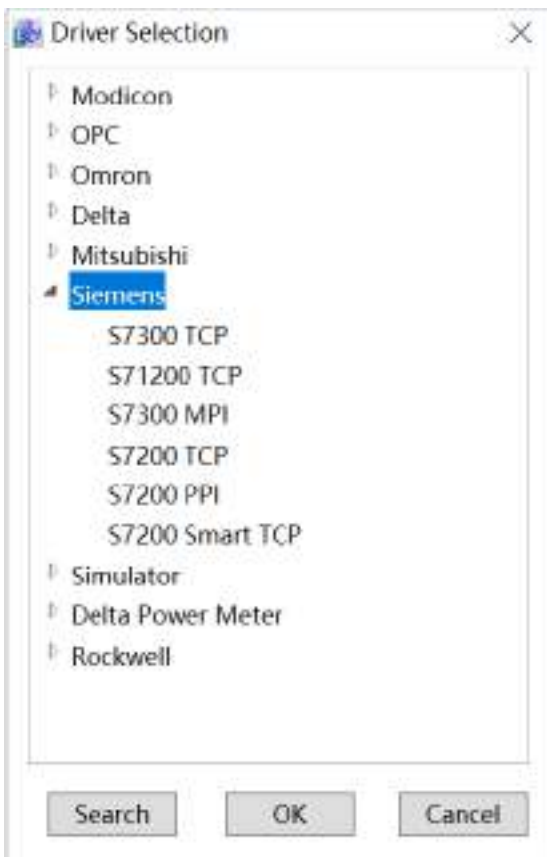 Driver Selection
Modicon
OPC
Omron
Delta
Mitsubishi
Siemens
S7300 TCP
S71200 TCP
S7300 MPI
S7200 TCP
S7200 PPI
S7200 Smart TCP
Simulator
Delta Power Meter
Rockwell
Search OK Cancel